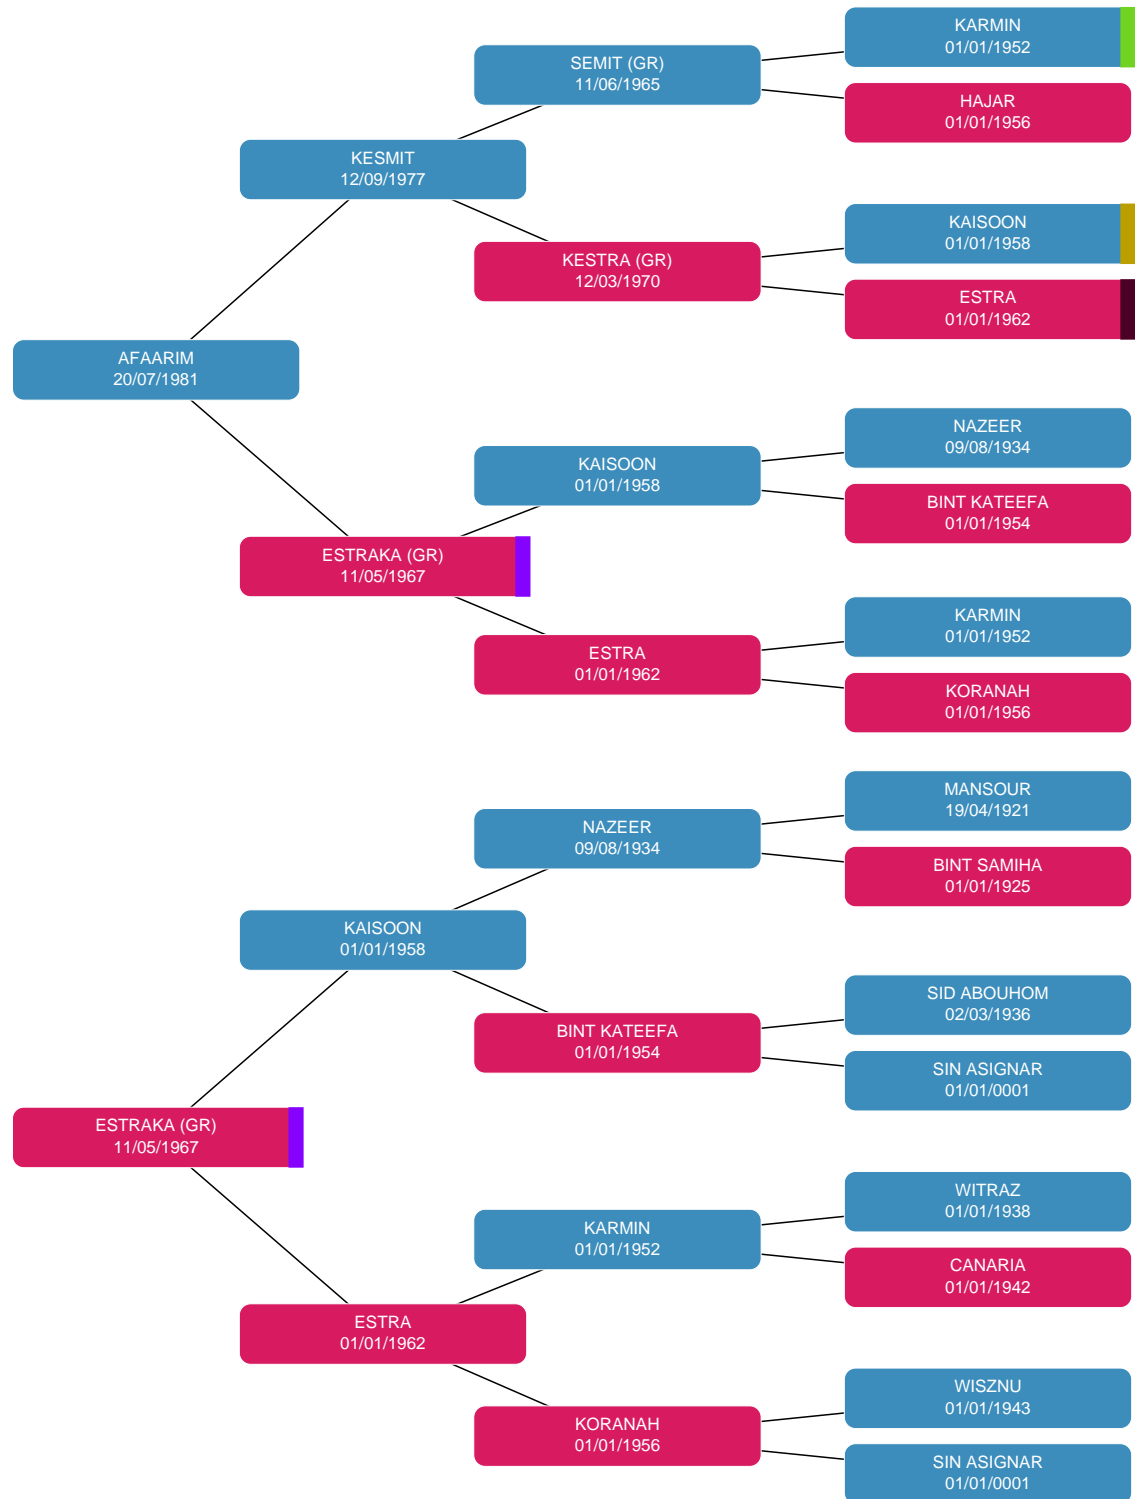 KARMIN
01/01/1952
SEMIT (GR)
11/06/1965
HAJAR
01/01/1956
KESMIT
12/09/1977
KAISOON
01/01/1958
KESTRA (GR)
12/03/1970
ESTRA
01/01/1962
AFAARIM
20/07/1981
NAZEER
09/08/1934
KAISOON
01/01/1958
BINT KATEEFA
01/01/1954
ESTRAKA (GR)
11/05/1967
KARMIN
01/01/1952
ESTRA
01/01/1962
KORANAH
01/01/1956
MANSOUR
19/04/1921
NAZEER
09/08/1934
BINT SAMIHA
01/01/1925
KAISOON
01/01/1958
SID ABOUHOM
02/03/1936
BINT KATEEFA
01/01/1954
SIN ASIGNAR
01/01/0001
ESTRAKA (GR)
11/05/1967
WITRAZ
01/01/1938
KARMIN
01/01/1952
CANARIA
01/01/1942
ESTRA
01/01/1962
WISZNU
01/01/1943
KORANAH
01/01/1956
SIN ASIGNAR
01/01/0001